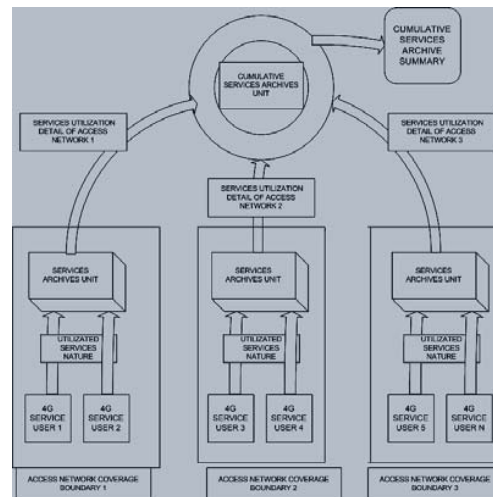 CUMULATIVE
SERVICES
ARCHIVE
SUMMARY
CUMULATIVE
SERVICES ARCHIVES
UNIT
SERVICES UTILIZATION
DETAIL OF ACCESS
NETWORK 1
SERVICES UTILIZATION
DETAIL OF ACCESS
NETWORK 3
SERVICES UTILIZATION
DETAIL OF ACCESS
NETWORK 2
SERVICES
ARCHIVES UNIT
SERVICES
ARCHIVES UNIT
SERVICES
ARCHIVES UNIT
UTILIZATED
SERVICES
NATURE
UTILIZATED
SERVICES
NATURE
UTILIZATED
SERVICES
NATURE
4G
SERVICE
USER 1
4G
SERVICE
USER 2
4G
SERVICE
USER 3
4G
SERVICE
USER 4
4G
SERVICE
USER 5
4G
SERVICE
USER N
ACCESS NETWORK COVERAGE
BOUNDARY 1
ACCESS NETWORK COVERAGE
BOUNDARY 2
ACCESS NETWORK COVERAGE
BOUNDARY 3